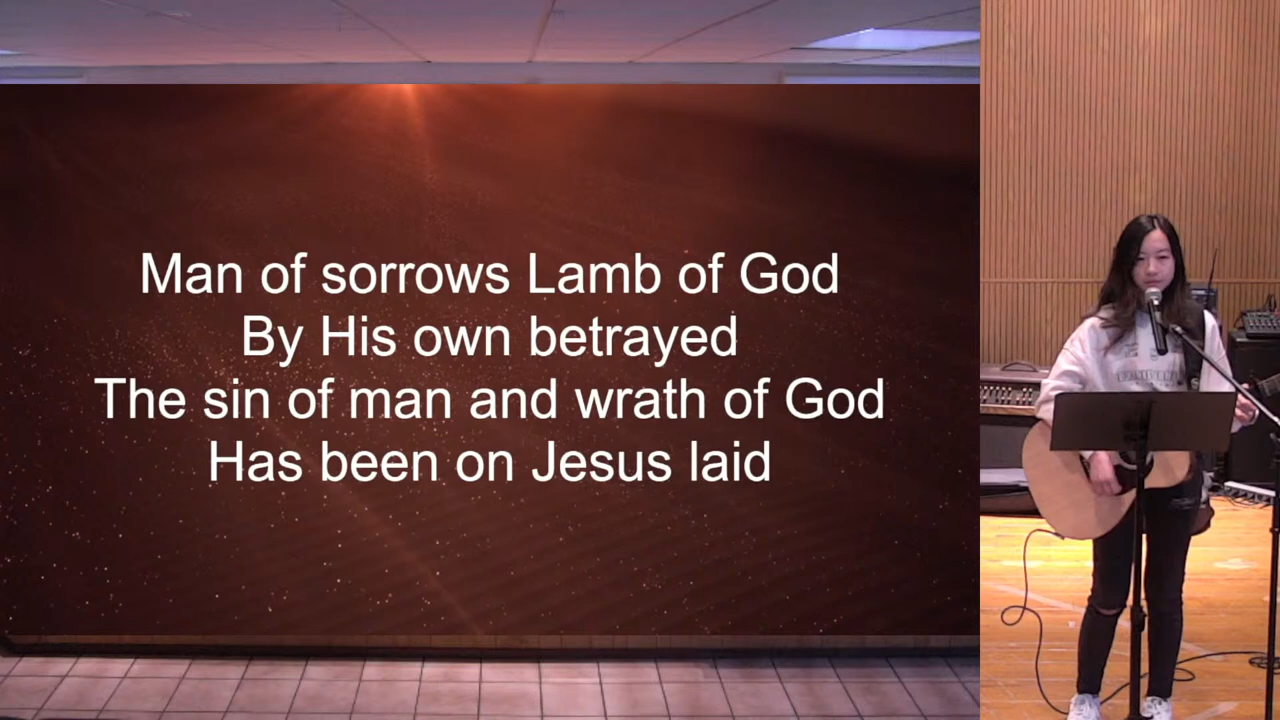 Man of sorrows Lamb of God
By His own betrayed
The sin of man and wrath of God
Has been on Jesus laid